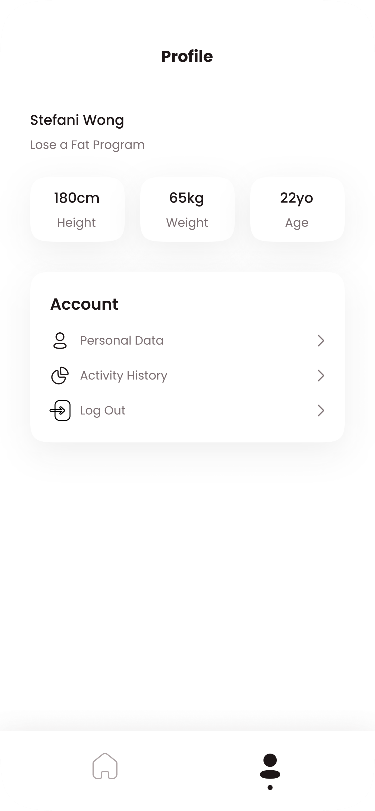 Profile
Stefani Wong
Lose a Fat Program
180cm
Height
65kg
Weight
22yo
Age
Account
Personal Data
Activity History
Log Out